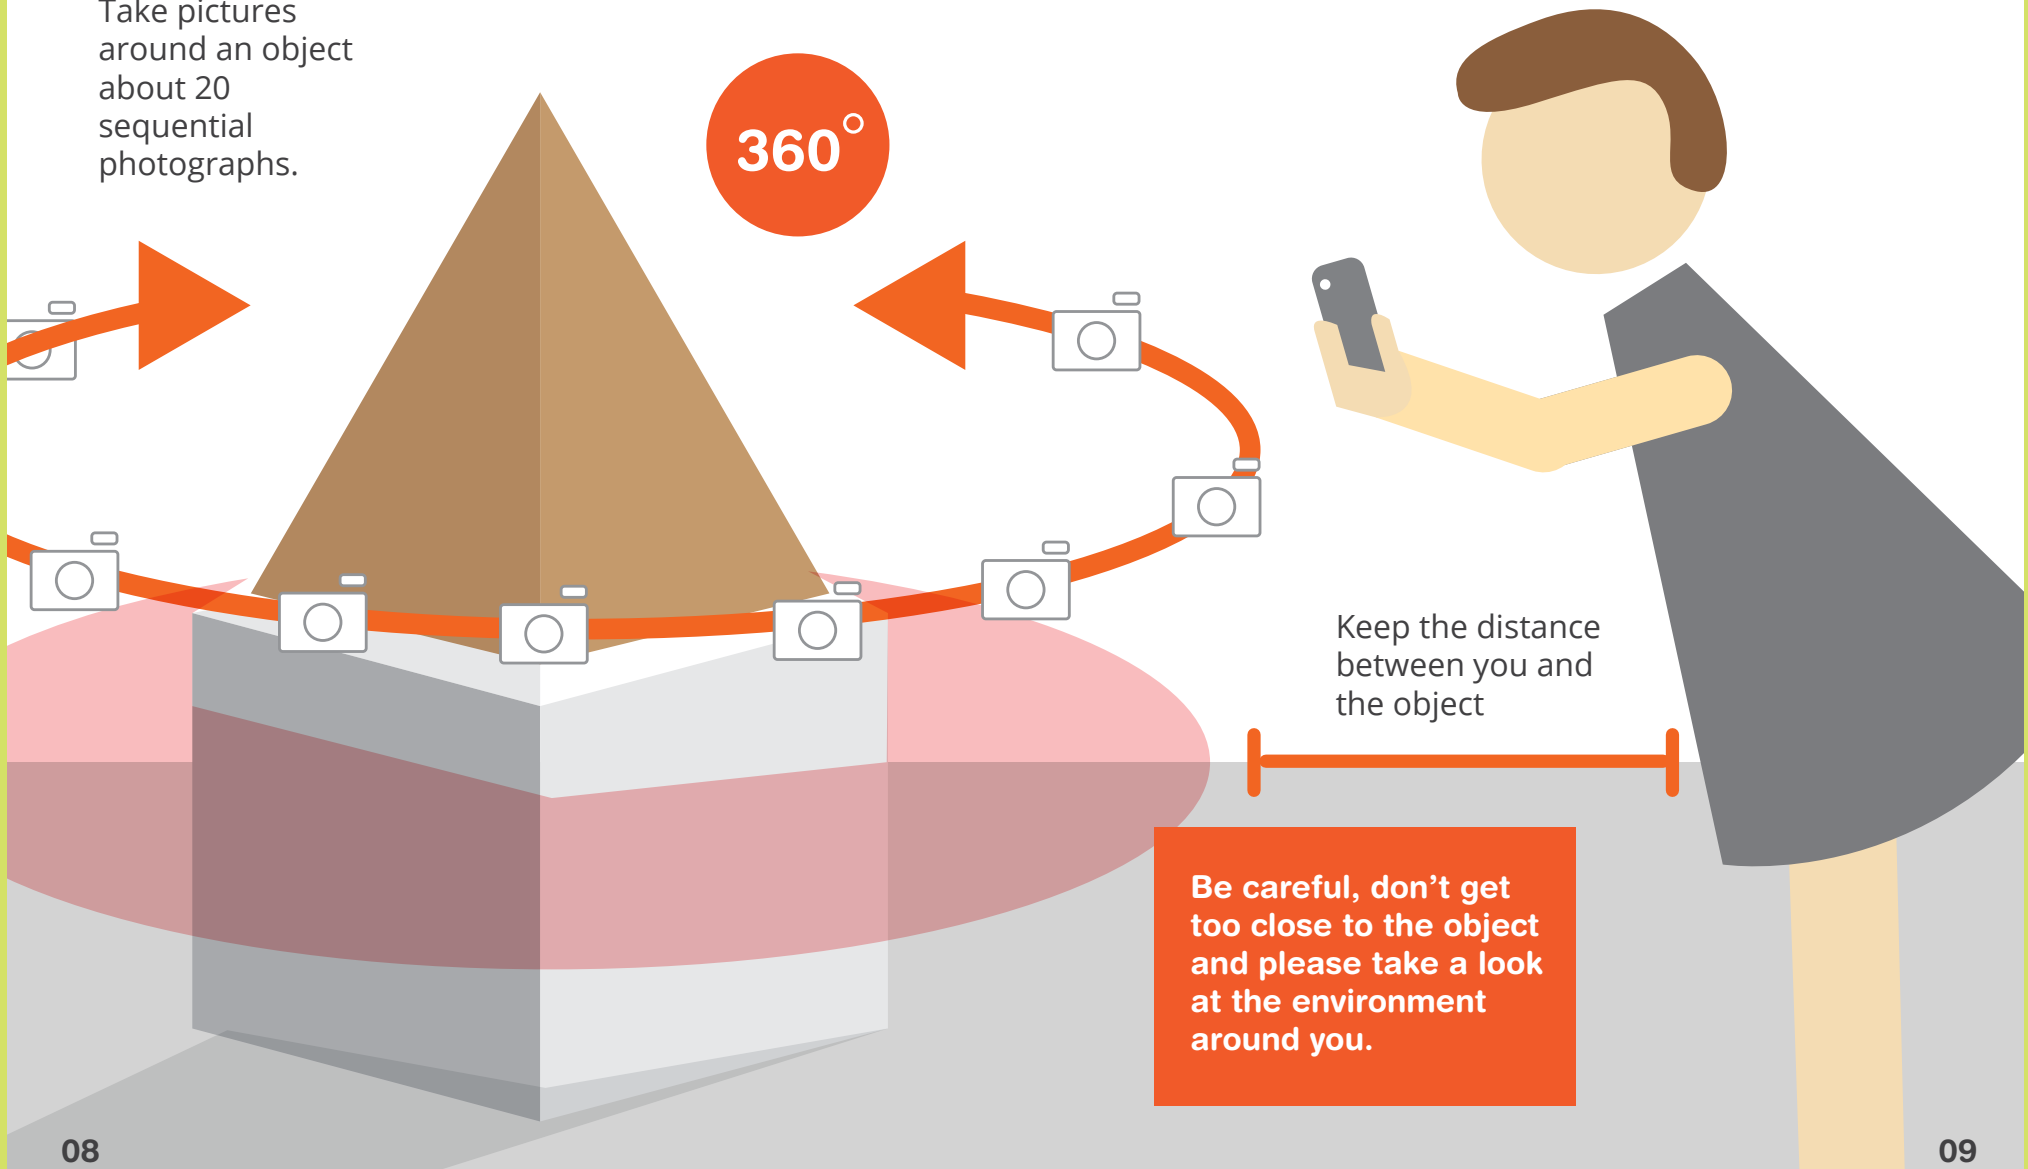 Take pictures
around an object
about 20
sequential
photographs.
360°
Keep the distance
between you and
the object
Be careful, don’t get
too close to the object
and please take a look
at the environment
around you.
08
09